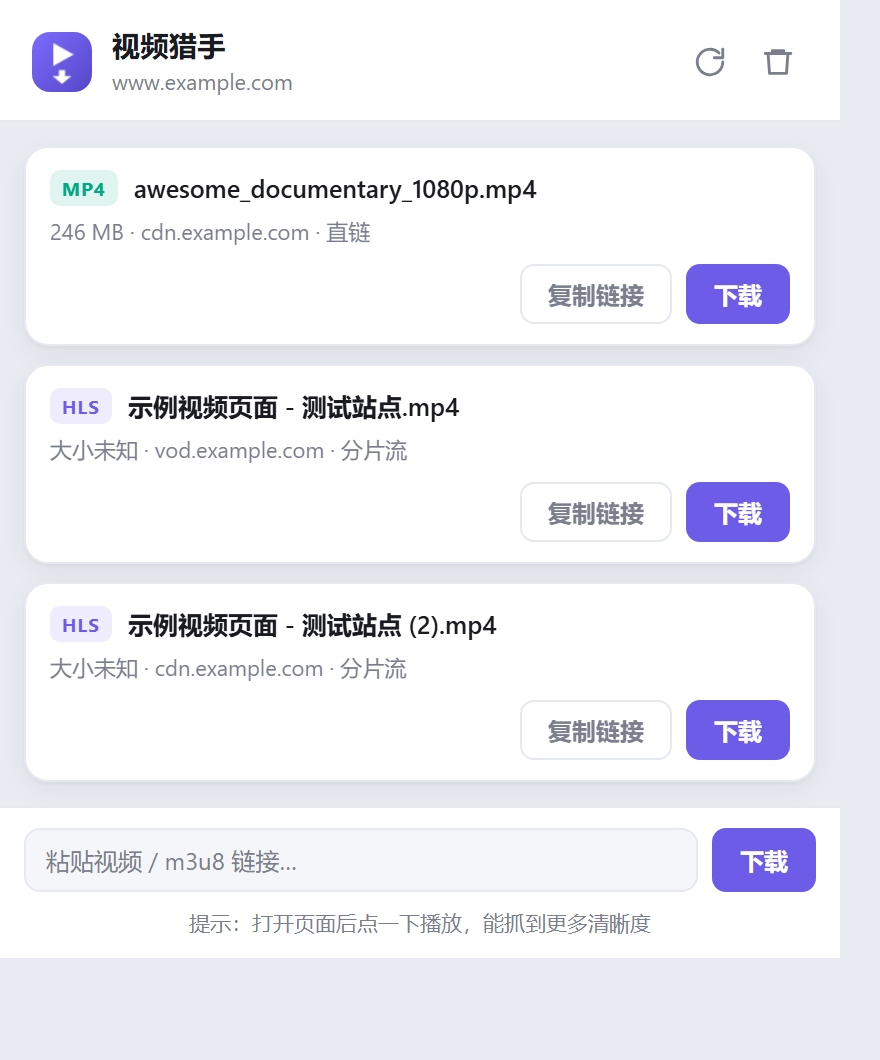 视频猎手
www.example.com
MP4 awesome_documentary_1080p.mp4
246 MB · cdn.example.com · 直链
复制链接 下载
HLS 示例视频页面 - 测试站点.mp4
大小未知 · vod.example.com · 分片流
复制链接 下载
HLS 示例视频页面 - 测试站点 (2).mp4
大小未知 · cdn.example.com · 分片流
复制链接 下载
粘贴视频 / m3u8 链接... 下载
提示：打开页面后点一下播放，能抓到更多清晰度